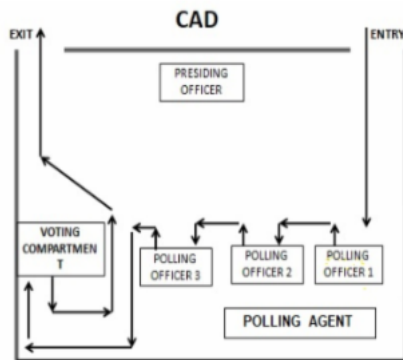 CAD
EXIT
ENTRY
PRESIDING
OFFICER
VOTING
COMPARTMEN
T
POLLING
OFFICER 3
POLLING
OFFICER 2
POLLING
OFFICER 1
POLLING AGENT